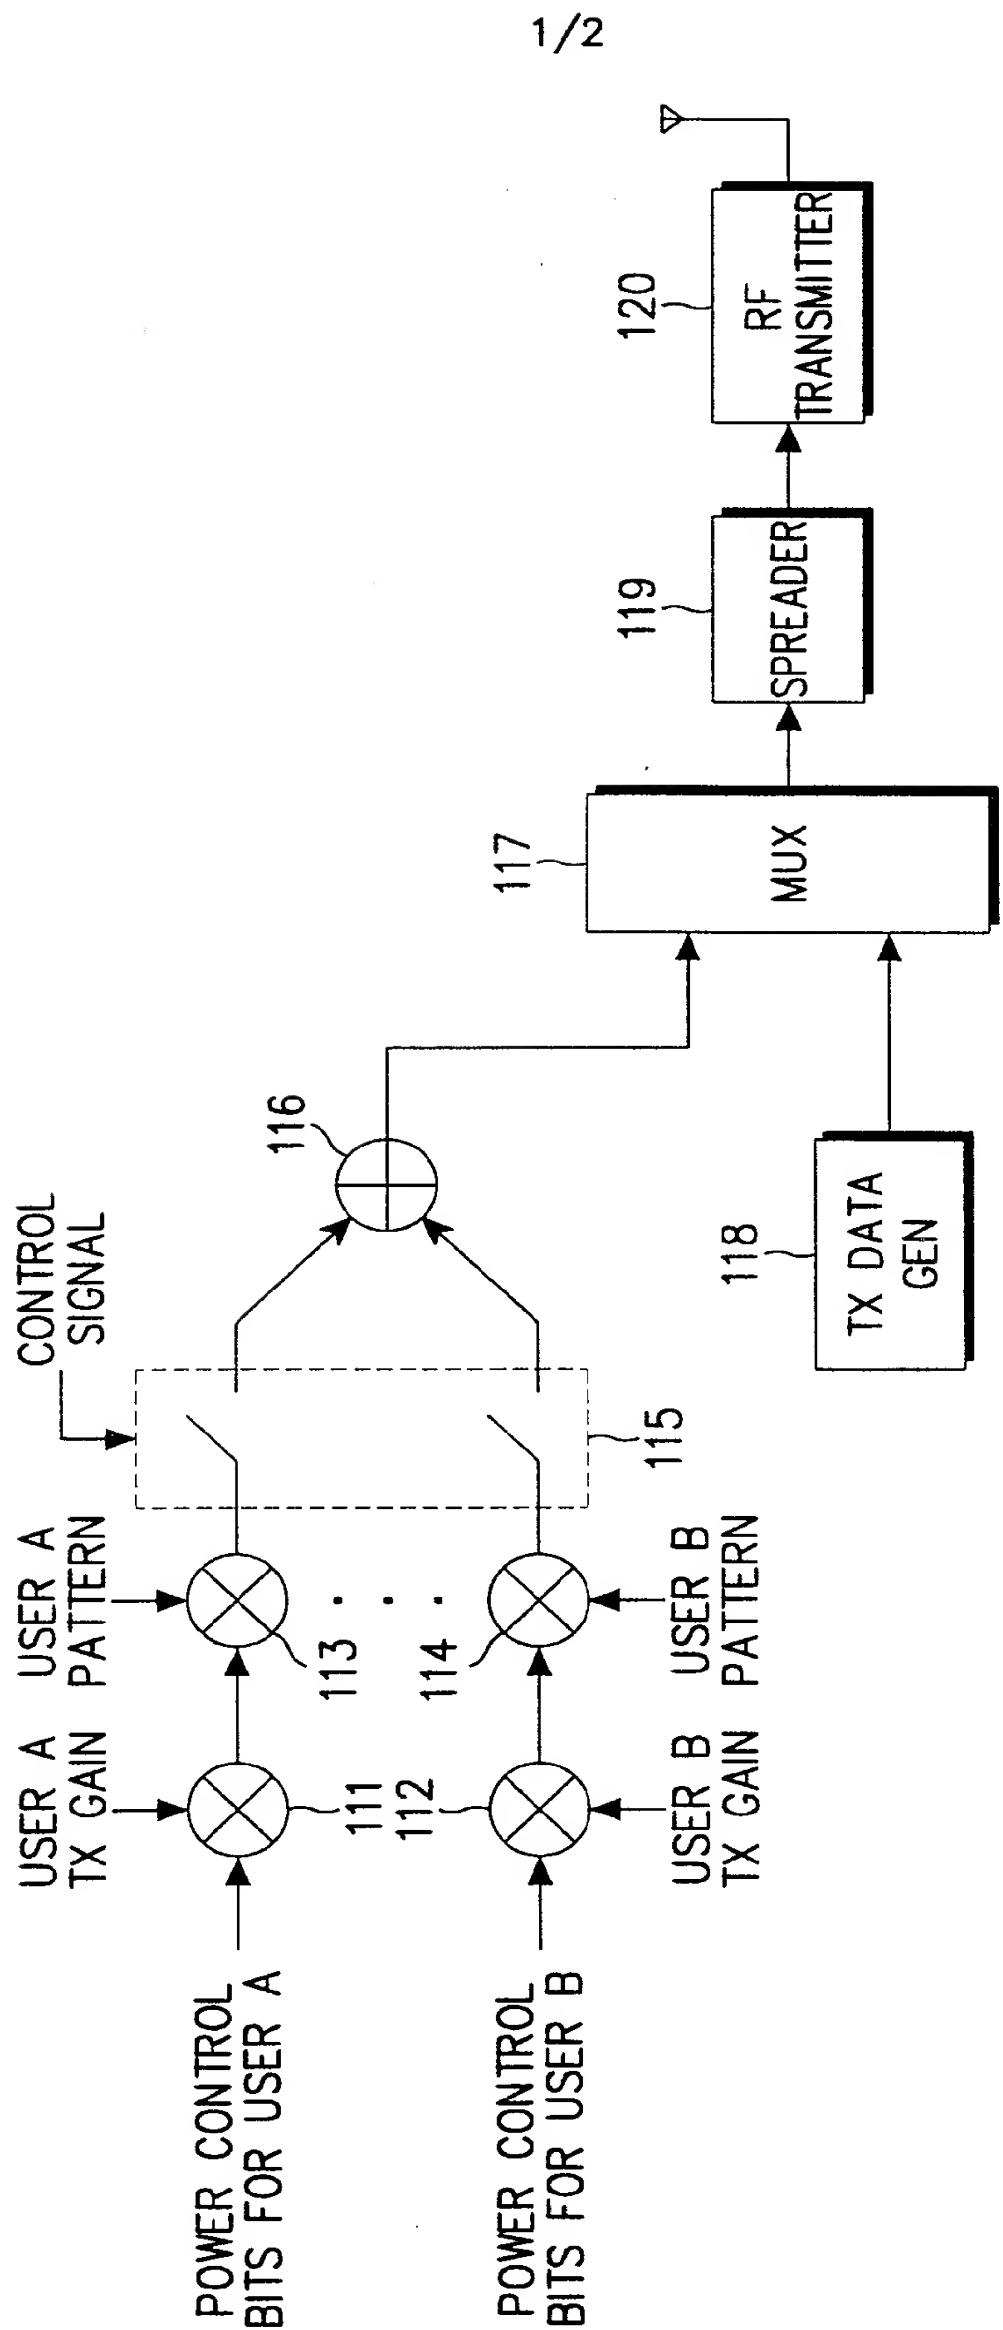 1/2
CONTROL
SIGNAL
USER A
TX GAIN
USER A
PATTERN
POWER CONTROL
BITS FOR USER A
111
113
116
120
119
117
RF
TRANSMITTER
SPREADER
MUX
112
114
115
POWER CONTROL
BITS FOR USER B
USER B
TX GAIN
USER B
PATTERN
118
TX DATA
GEN